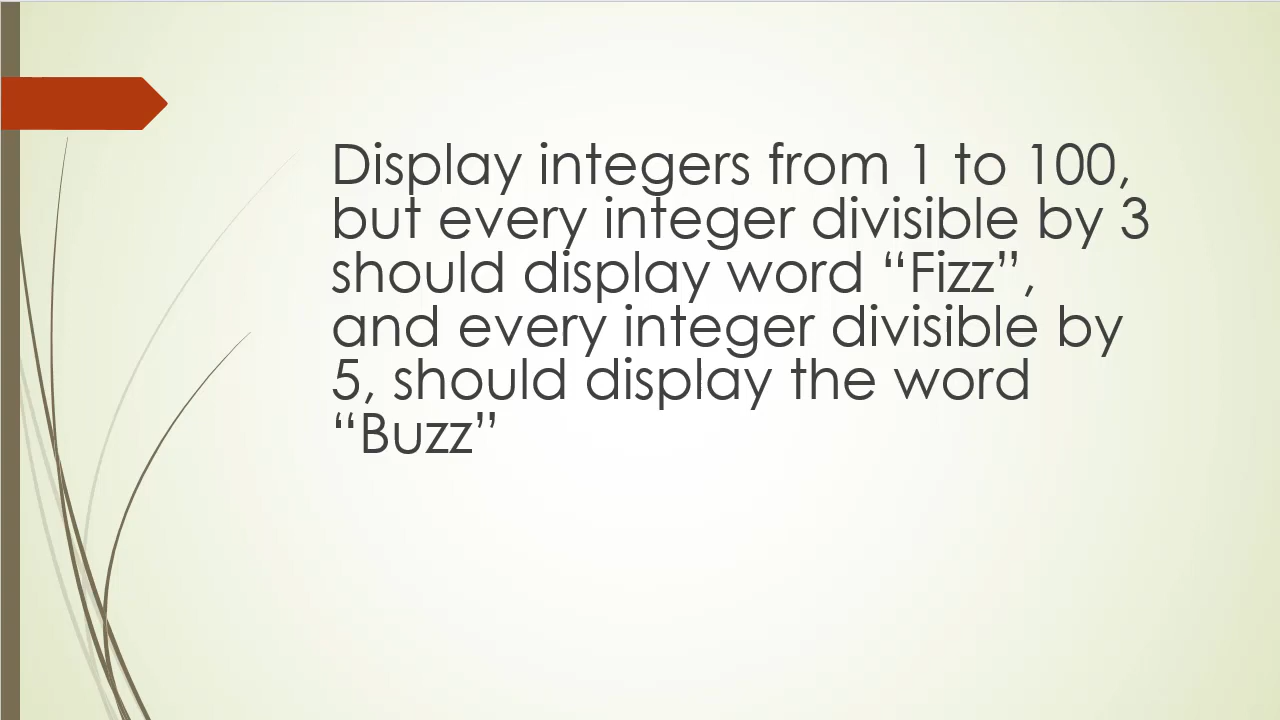 Display integers from 1 to 100,
but every integer divisible by 3
should display word “Fizz”,
and every integer divisible by
5, should display the word
“Buzz”